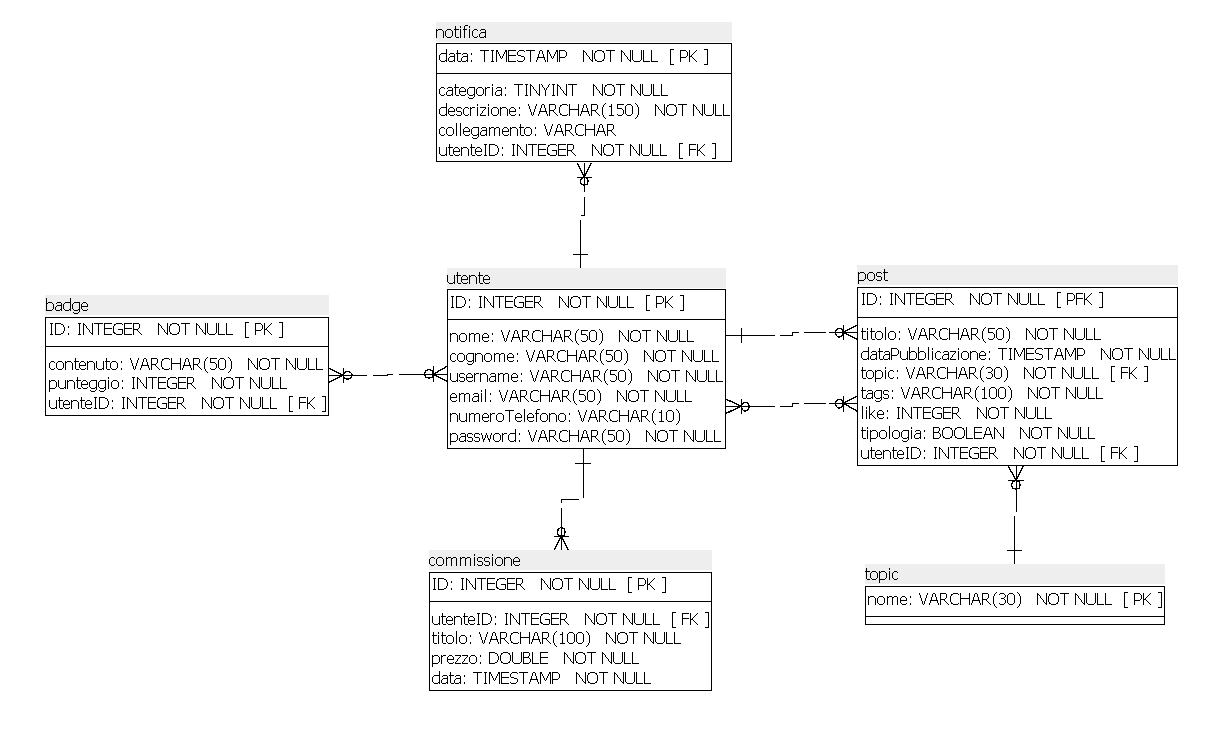 notifica
data: TIMESTAMP NOT NULL [ PK ]
categoria: TINYINT NOT NULL
descrizione: VARCHAR(150) NOT NULL
collegamento: VARCHAR
utenteID: INTEGER NOT NULL [ FK ]
badge
ID: INTEGER NOT NULL [ PK ]
contenuto: VARCHAR(50) NOT NULL
punteggio: INTEGER NOT NULL
utenteID: INTEGER NOT NULL [ FK ]
utente
ID: INTEGER NOT NULL [ PK ]
nome: VARCHAR(50) NOT NULL
cognome: VARCHAR(50) NOT NULL
username: VARCHAR(50) NOT NULL
email: VARCHAR(50) NOT NULL
numeroTelefono: VARCHAR(10)
password: VARCHAR(50) NOT NULL
post
ID: INTEGER NOT NULL [ PFK ]
titolo: VARCHAR(50) NOT NULL
dataPubblicazione: TIMESTAMP NOT NULL
topic: VARCHAR(30) NOT NULL [ FK ]
tags: VARCHAR(100) NOT NULL
like: INTEGER NOT NULL
tipologia: BOOLEAN NOT NULL
utenteID: INTEGER NOT NULL [ FK ]
commissione
ID: INTEGER NOT NULL [ PK ]
utenteID: INTEGER NOT NULL [ FK ]
titolo: VARCHAR(100) NOT NULL
prezzo: DOUBLE NOT NULL
data: TIMESTAMP NOT NULL
topic
nome: VARCHAR(30) NOT NULL [ PK ]